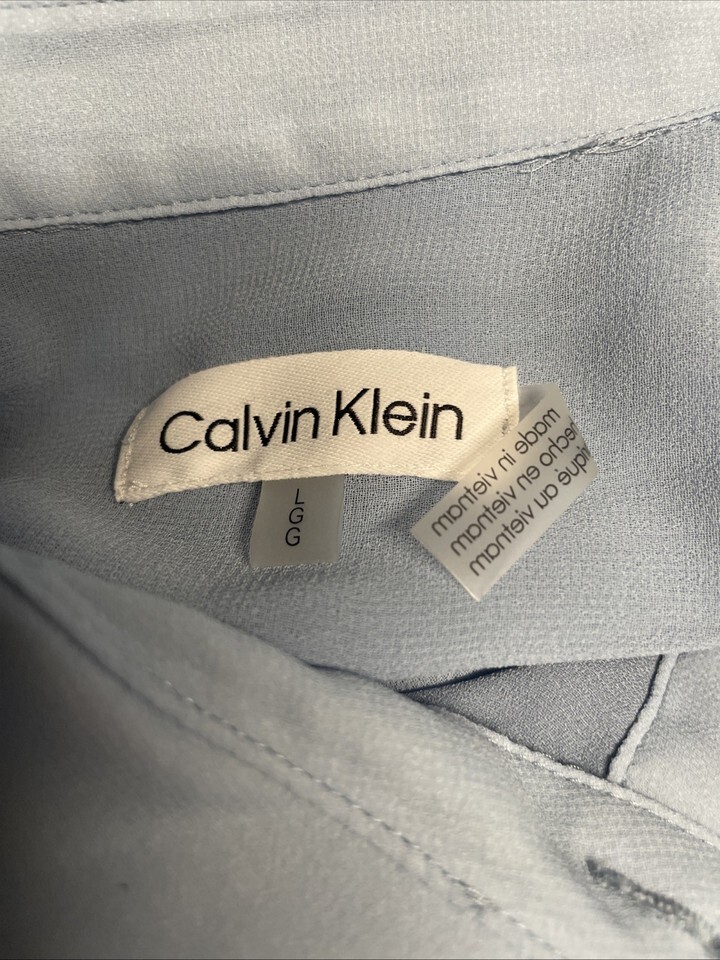 Calvin Klein
L
G
G
made in vietnam
hecho en vietnam
au vietnam